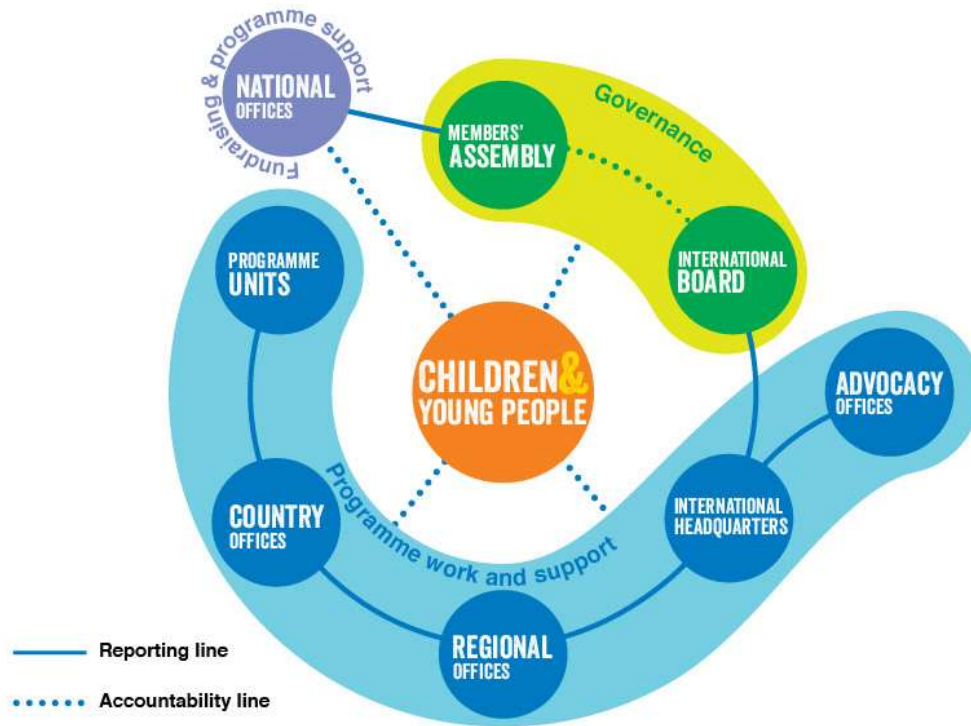 Fundraising & programme support
NATIONAL
OFFICES
MEMBERS'
ASSEMBLY
Governance
PROGRAMME
UNITS
INTERNATIONAL
BOARD
CHILDREN&
YOUNG PEOPLE
ADVOCACY
OFFICES
COUNTRY
OFFICES
Programme work and support
INTERNATIONAL
HEADQUARTERS
REGIONAL
OFFICES
Reporting line
Accountability line